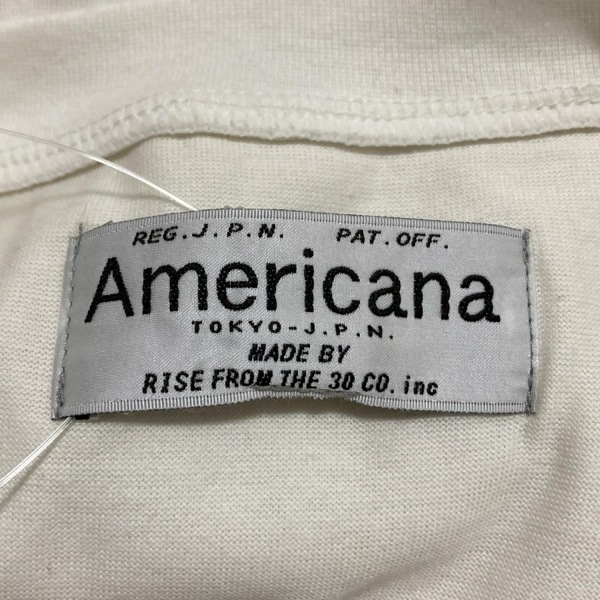 REG.J.P.N. PAT.OFF.
Americana
TOKYO-J.P.N.
MADE BY
RISE FROM THE 30 CO. inc